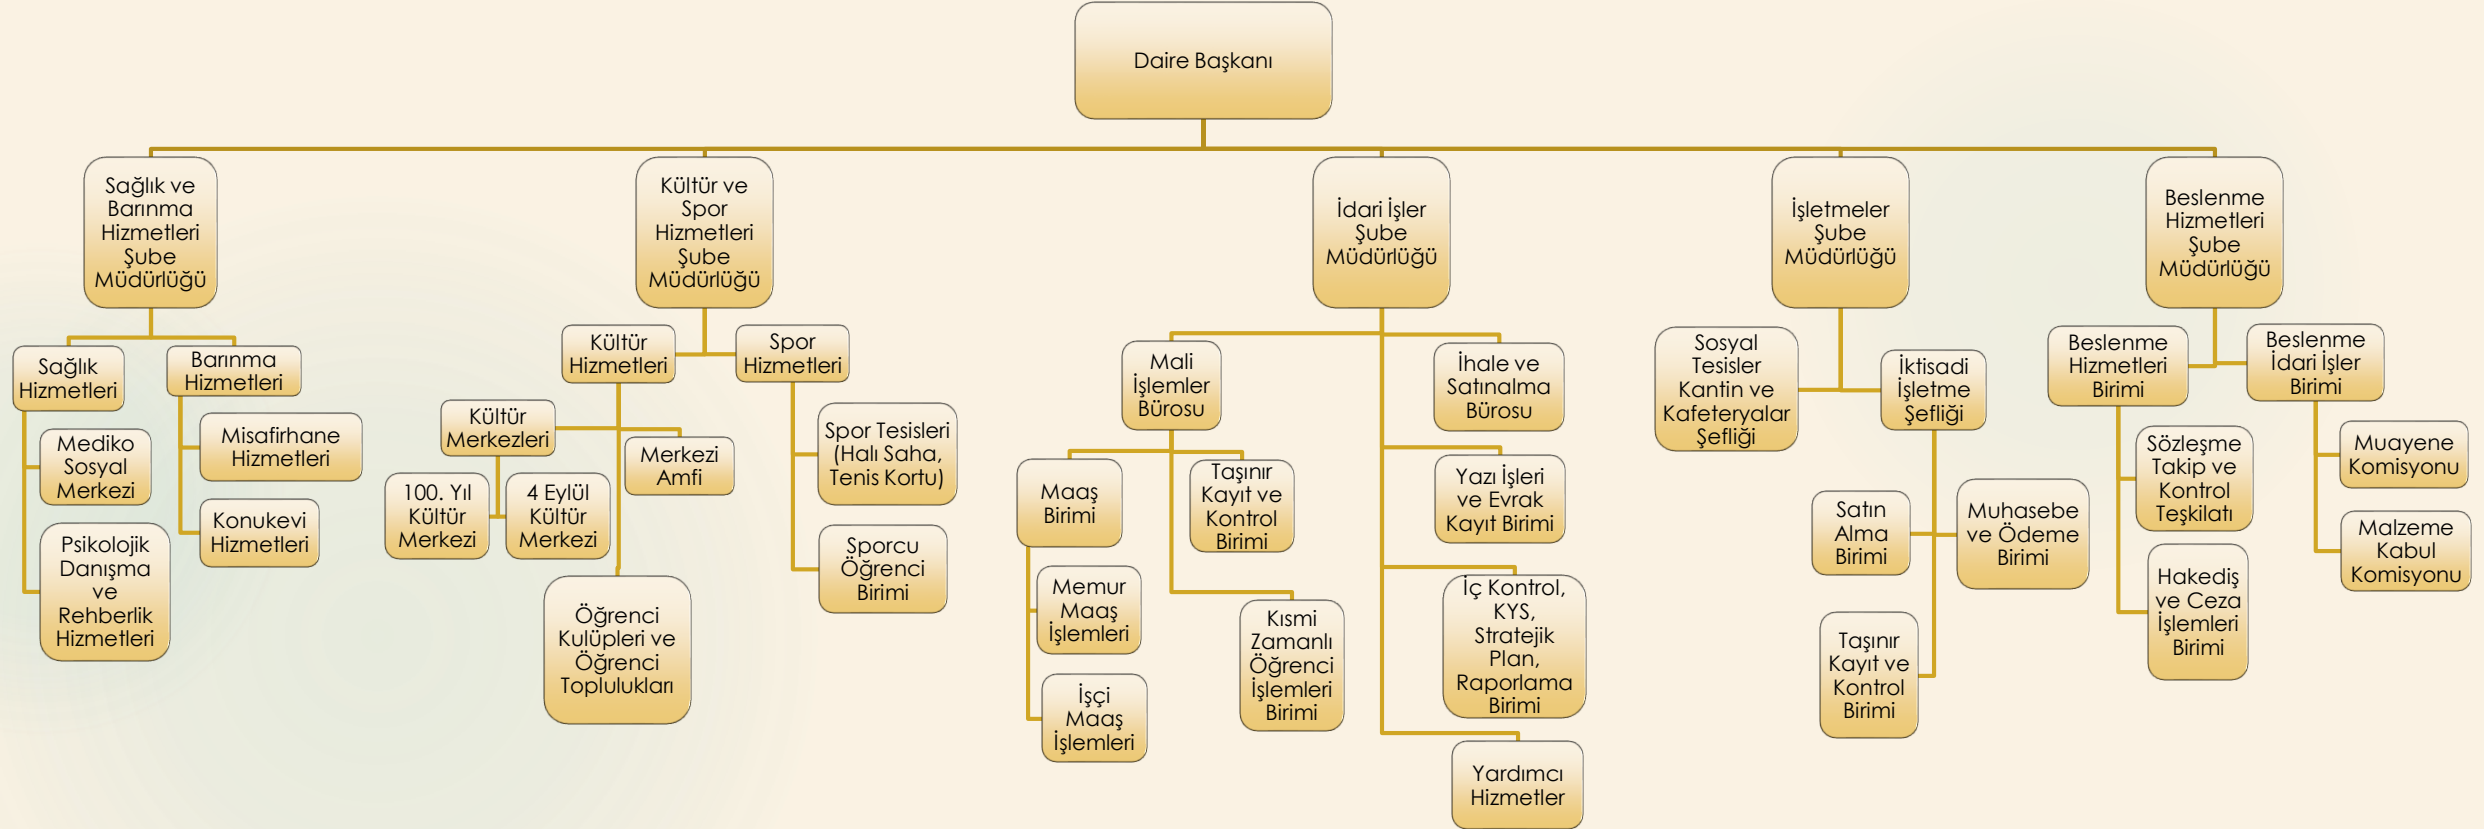 Daire Başkanı
Sağlık ve
Barınma
Hizmetleri
Şube
Müdürlüğü
Sağlık
Hizmetleri
Mediko
Sosyal
Merkezi
Psikolojik
Danışma
ve
Rehberlik
Hizmetleri
Barınma
Hizmetleri
Misafirhane
Hizmetleri
Konukevi
Hizmetleri
Kültür ve
Spor
Hizmetleri
Şube
Müdürlüğü
Kültür
Hizmetleri
Kültür
Merkezleri
100. Yıl
Kültür
Merkezi
4 Eylül
Kültür
Merkezi
Merkezi
Amfi
Öğrenci
Kulüpleri ve
Öğrenci
Toplulukları
Spor
Hizmetleri
Spor Tesisleri
(Halı Saha,
Tenis Kortu)
Sporcu
Öğrenci
Birimi
İdari İşler
Şube
Müdürlüğü
Mali
İşlemler
Bürosu
Maaş
Birimi
Memur
Maaş
İşlemleri
İşçi
Maaş
İşlemleri
Taşınır
Kayıt ve
Kontrol
Birimi
Kısmi
Zamanlı
Öğrenci
İşlemleri
Birimi
İhale ve
Satınalma
Bürosu
Yazı İşleri
ve Evrak
Kayıt Birimi
İç Kontrol,
KYS,
Stratejik
Plan,
Raporlama
Birimi
Yardımcı
Hizmetler
İşletmeler
Şube
Müdürlüğü
Sosyal
Tesisler
Kantin ve
Kafeteryalar
Şefliği
İktisadi
İşletme
Şefliği
Satın
Alma
Birimi
Muhasebe
ve Ödeme
Birimi
Taşınır
Kayıt ve
Kontrol
Birimi
Beslenme
Hizmetleri
Şube
Müdürlüğü
Beslenme
Hizmetleri
Birimi
Sözleşme
Takip ve
Kontrol
Teşkilatı
Hakediş
ve Ceza
İşlemleri
Birimi
Beslenme
İdari İşler
Birimi
Muayene
Komisyonu
Malzeme
Kabul
Komisyonu